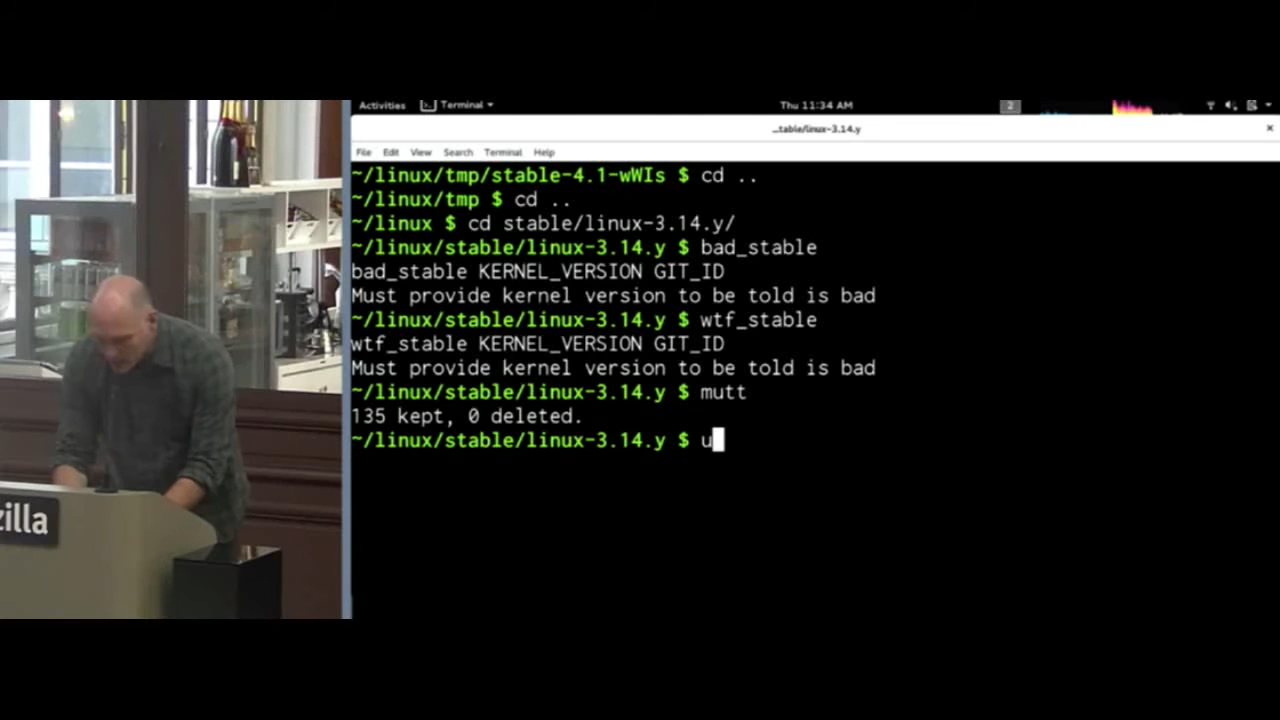 Activities Terminal Thu 11:34 AM 2
...table/linux-3.14.y ×
File Edit View Search Terminal Help
~/linux/tmp/stable-4.1-wWIs $ cd ..
~/linux/tmp $ cd ..
~/linux $ cd stable/linux-3.14.y/
~/linux/stable/linux-3.14.y $ bad_stable
bad_stable KERNEL_VERSION GIT_ID
Must provide kernel version to be told is bad
~/linux/stable/linux-3.14.y $ wtf_stable
wtf_stable KERNEL_VERSION GIT_ID
Must provide kernel version to be told is bad
~/linux/stable/linux-3.14.y $ mutt
135 kept, 0 deleted.
~/linux/stable/linux-3.14.y $ u
zilla